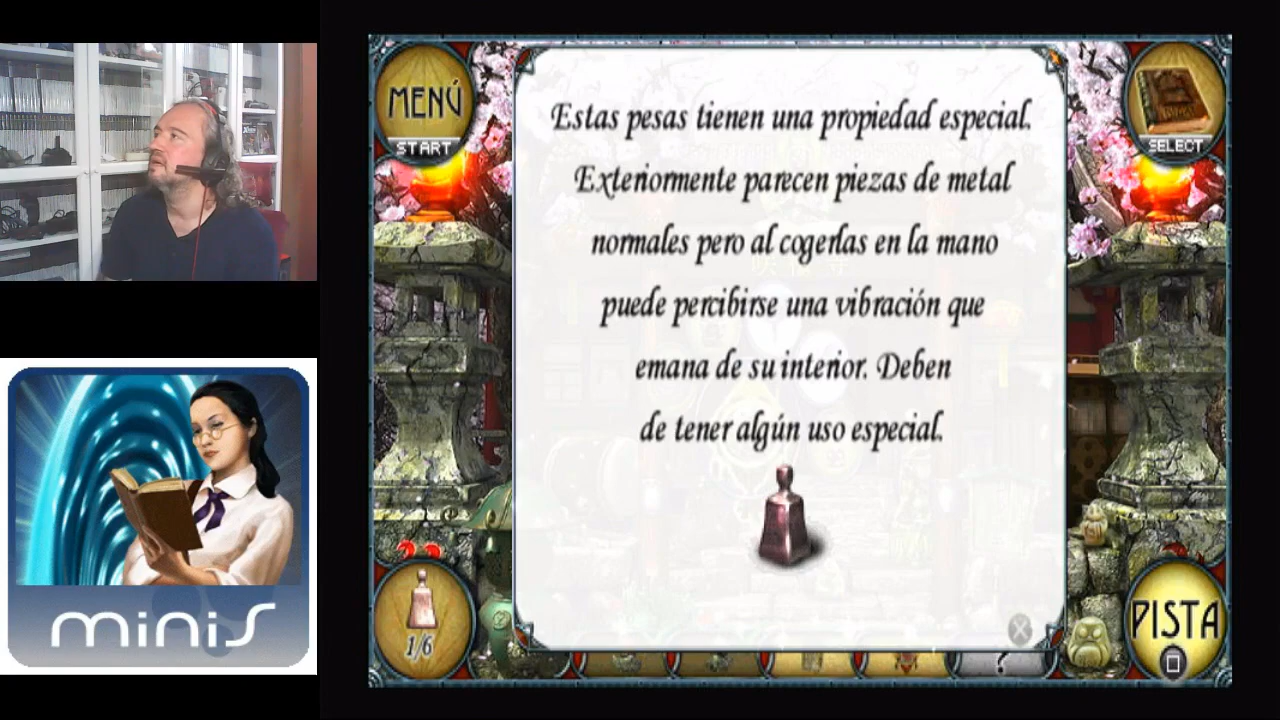 MENÚ
START
SELECT
Estas pesas tienen una propiedad especial.
Exteriormente parecen piezas de metal
normales pero al cogerlas en la mano
puede percibirse una vibración que
emana de su interior. Deben
de tener algún uso especial.
minis
1/6
?
PISTA